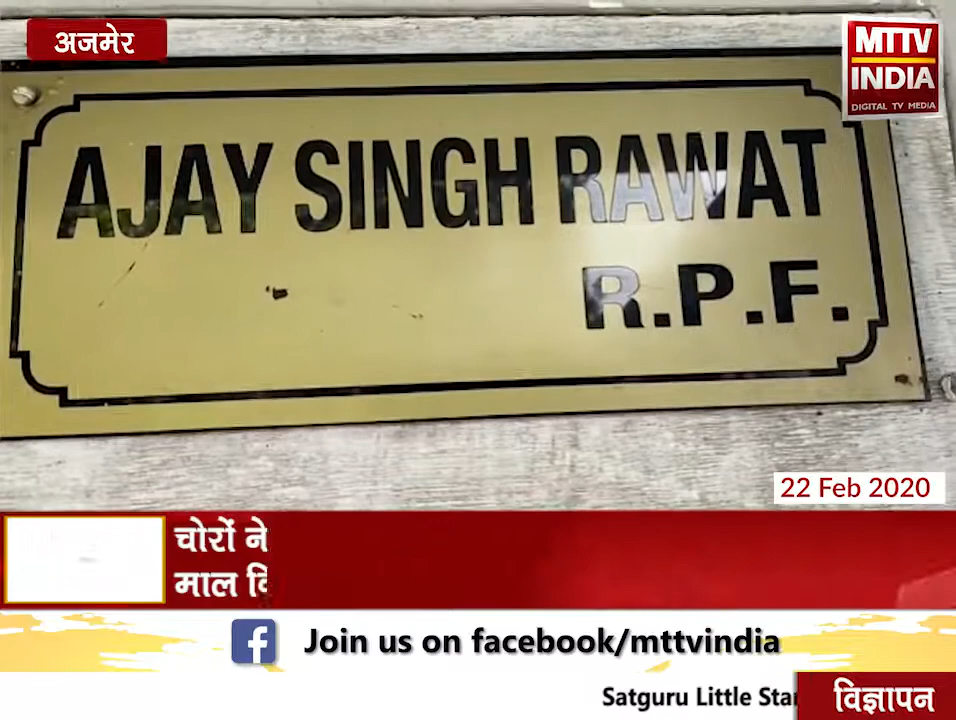 अजमेर
MTTV
INDIA
DIGITAL TV MEDIA
AJAY SINGH RAWAT
R.P.F.
22 Feb 2020
चोरों ने
माल
Join us on facebook/mttvindia
Satguru Little
विज्ञापन